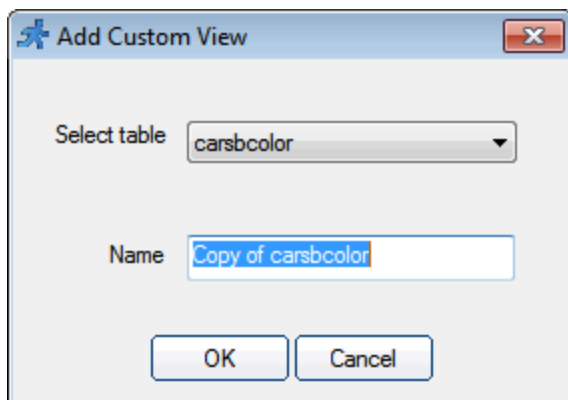 Add Custom View
Select table carsbcolor
Name Copy of carsbcolor
OK Cancel